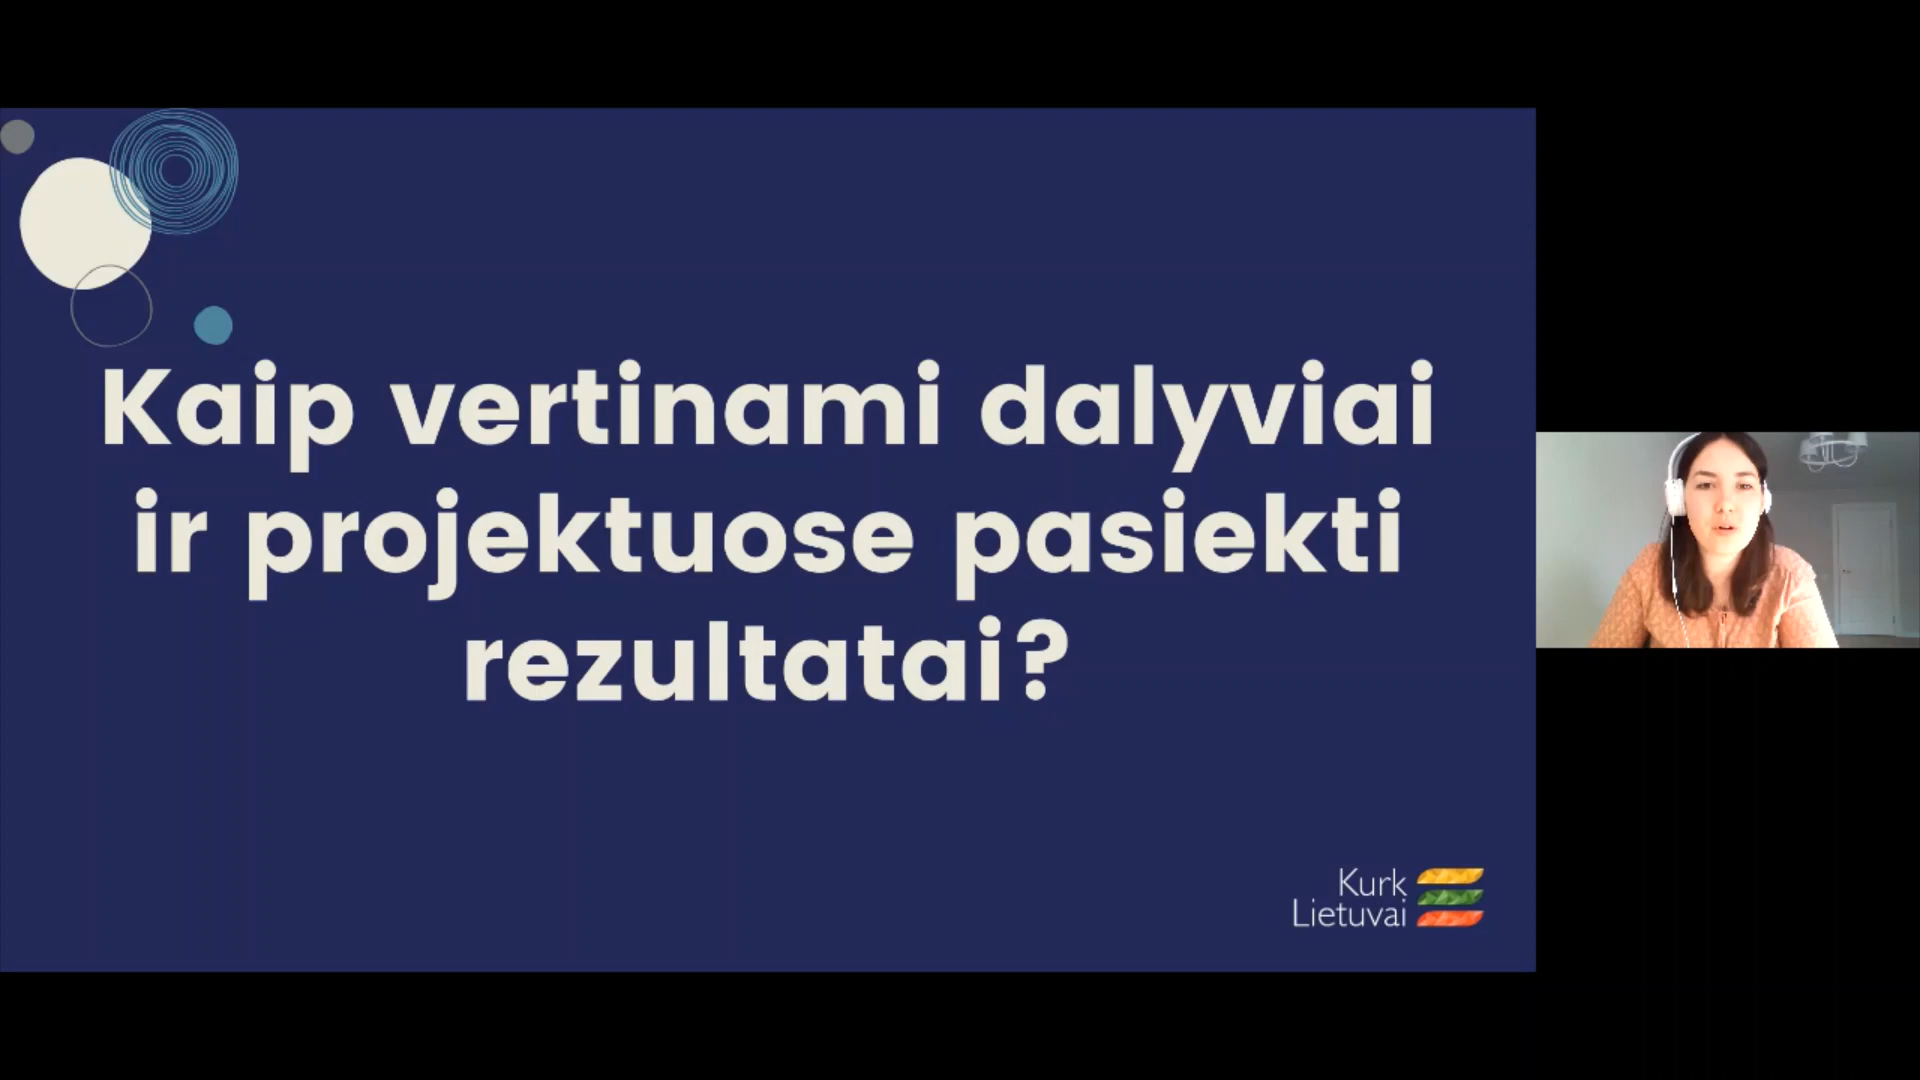 Kaip vertinami dalyviai
ir projektuose pasiekti
rezultatai?
Kurk
Lietuvai